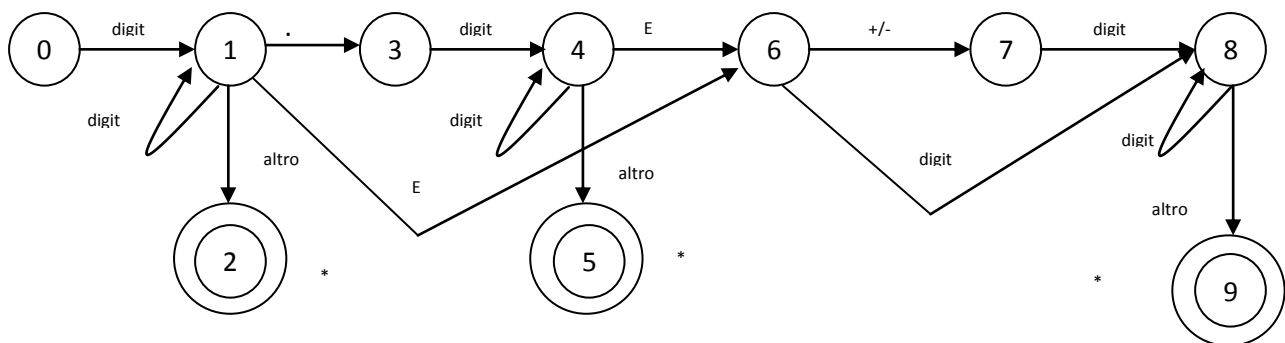 digit . digit E +/- digit
0 1 3 4 6 7 8
digit digit digit digit
altro E altro altro
2 * 5 * * 9